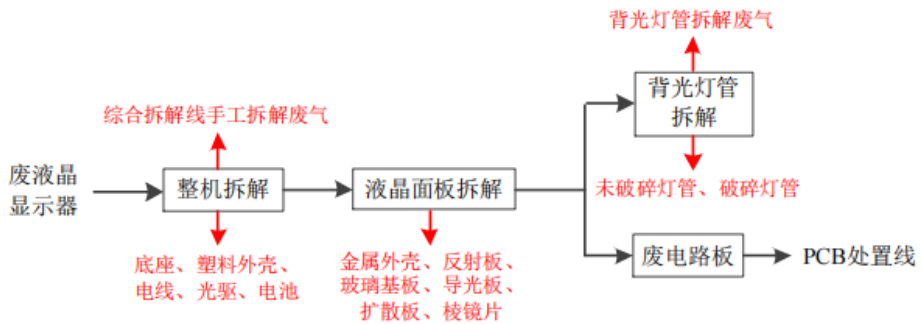 背光灯管拆解废气
综合拆解线手工拆解废气
背光灯管
拆解
废液晶
显示器
整机拆解
液晶面板拆解
未破碎灯管、破碎灯管
底座、塑料外壳、
电线、光驱、电池
金属外壳、反射板、
玻璃基板、导光板、
扩散板、棱镜片
废电路板
PCB处置线